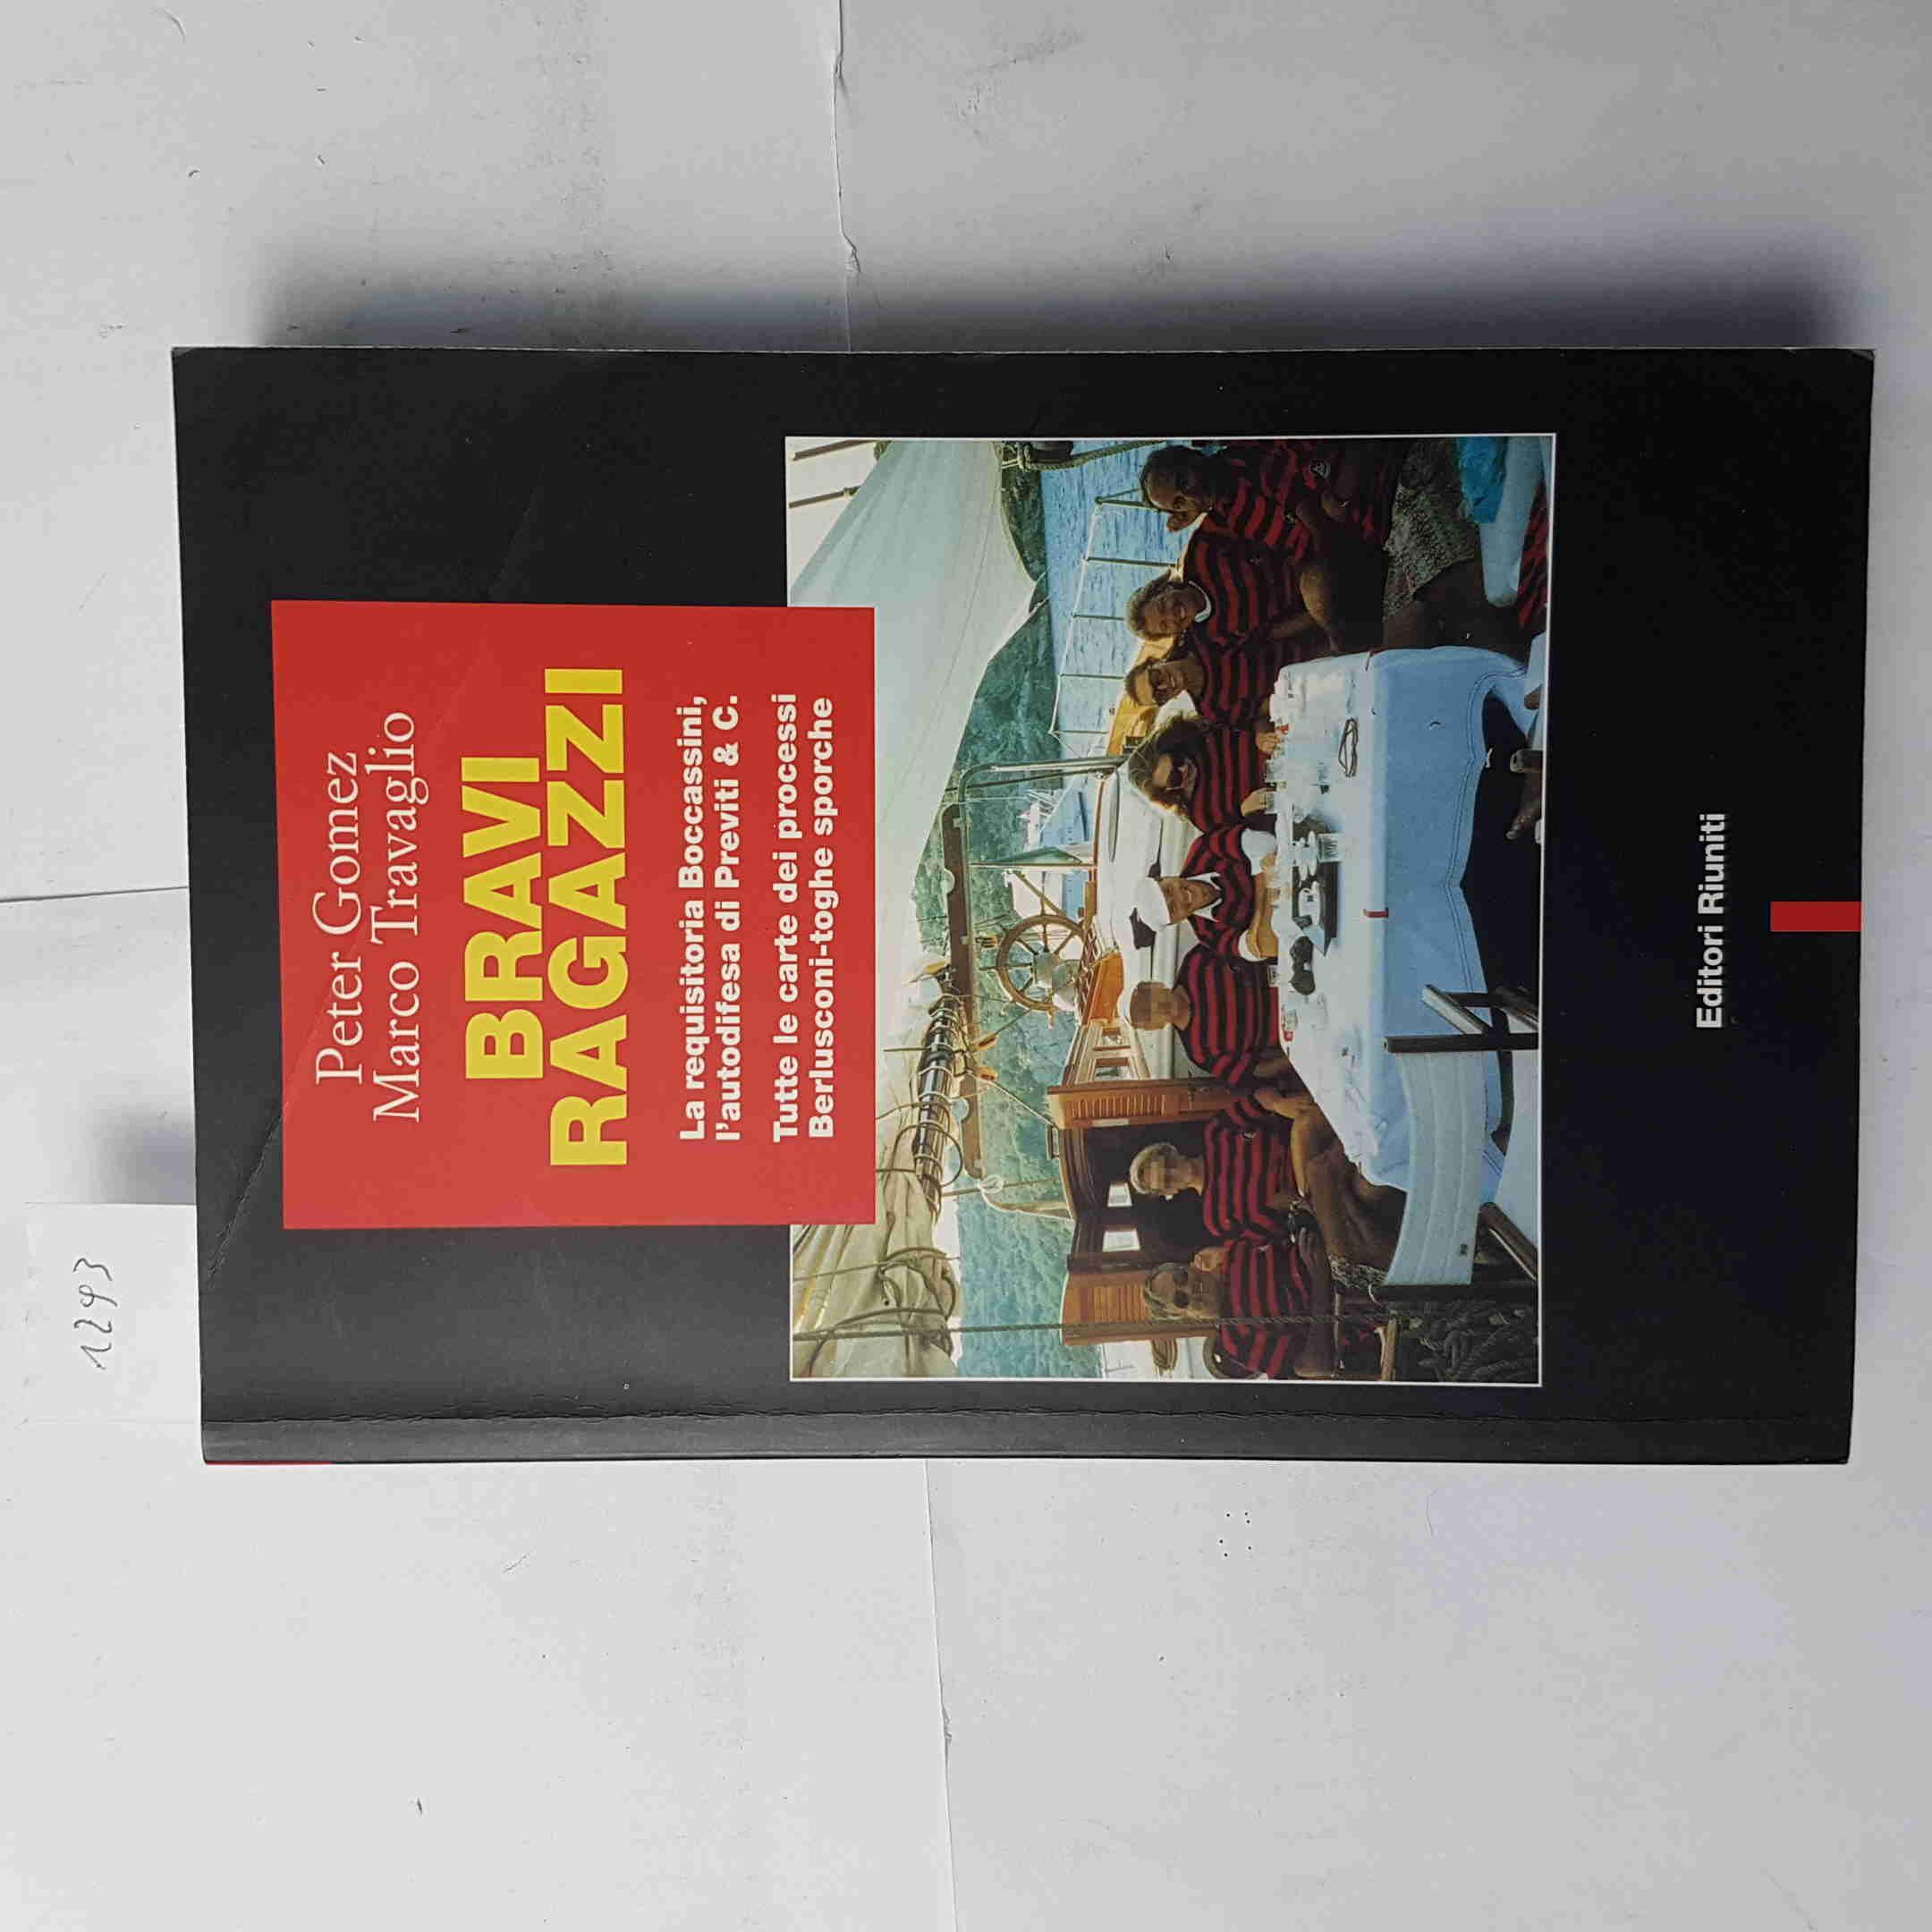 Peter Gomez
Marco Travaglio
BRAVI
RAGAZZI
La requisitoria Boccassini,
l'autodifesa di Previti & C.
Tutte le carte dei processi
Berlusconi-toghe sporche
Editori Riuniti
1293